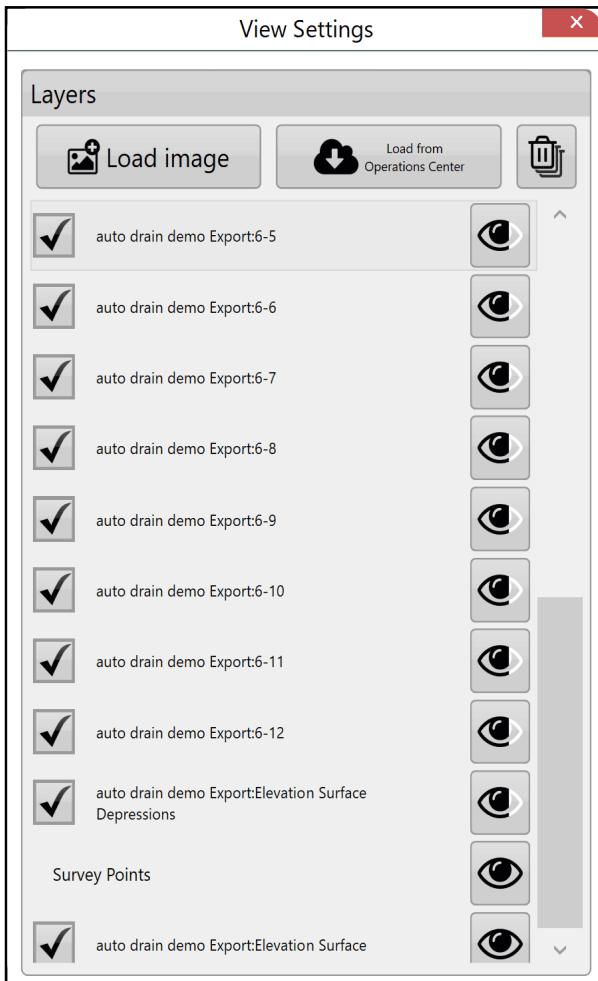 View Settings
Layers
Load image
Load from
Operations Center
auto drain demo Export:6-5
auto drain demo Export:6-6
auto drain demo Export:6-7
auto drain demo Export:6-8
auto drain demo Export:6-9
auto drain demo Export:6-10
auto drain demo Export:6-11
auto drain demo Export:6-12
auto drain demo Export:Elevation Surface
Depressions
Survey Points
auto drain demo Export:Elevation Surface